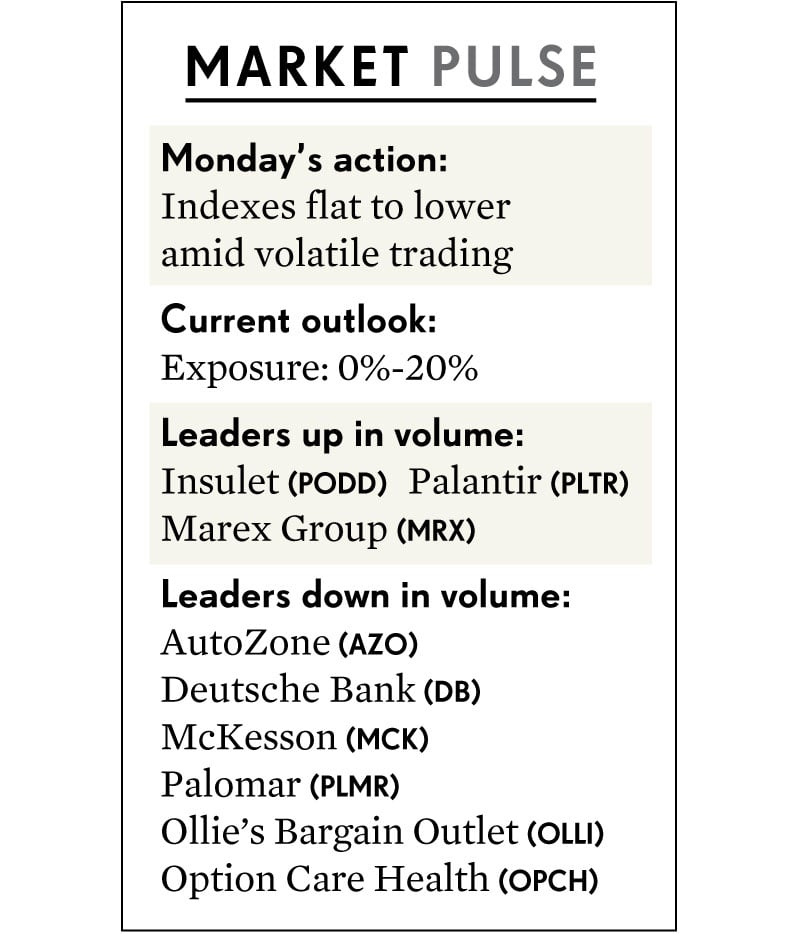 MARKET PULSE
Monday’s action:
Indexes flat to lower
amid volatile trading
Current outlook:
Exposure: 0%-20%
Leaders up in volume:
Insulet (PODD) Palantir (PLTR)
Marex Group (MRX)
Leaders down in volume:
AutoZone (AZO)
Deutsche Bank (DB)
McKesson (MCK)
Palomar (PLMR)
Ollie’s Bargain Outlet (OLLI)
Option Care Health (OPCH)